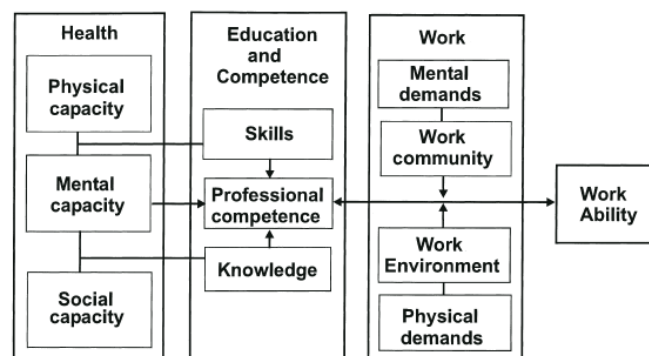 Health
Physical
capacity
Mental
capacity
Social
capacity
Education
and
Competence
Skills
Professional
competence
Knowledge
Work
Mental
demands
Work
community
Work
Environment
Physical
demands
Work
Ability